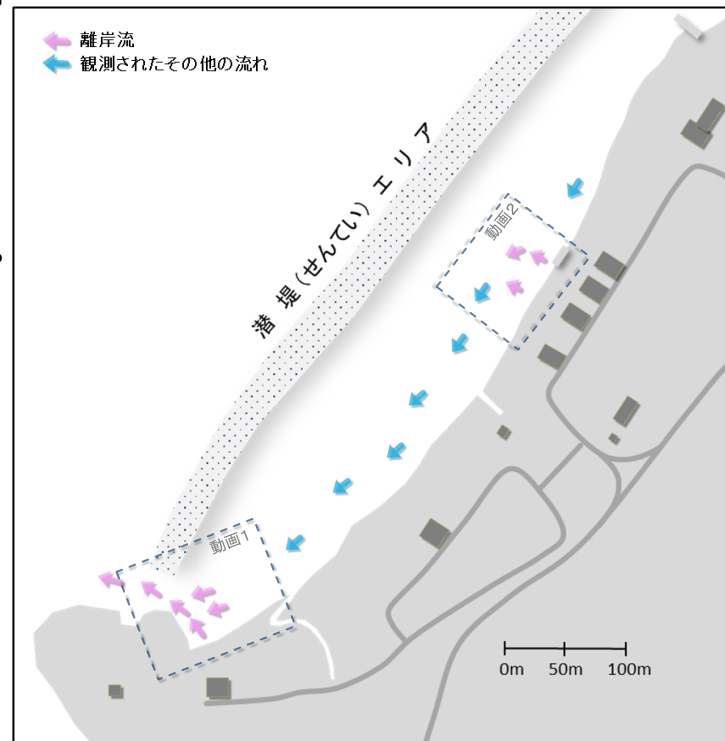 離岸流
観測されたその他の流れ
潜堤(せんてい)エリア
動画2
動画1
0m 50m 100m